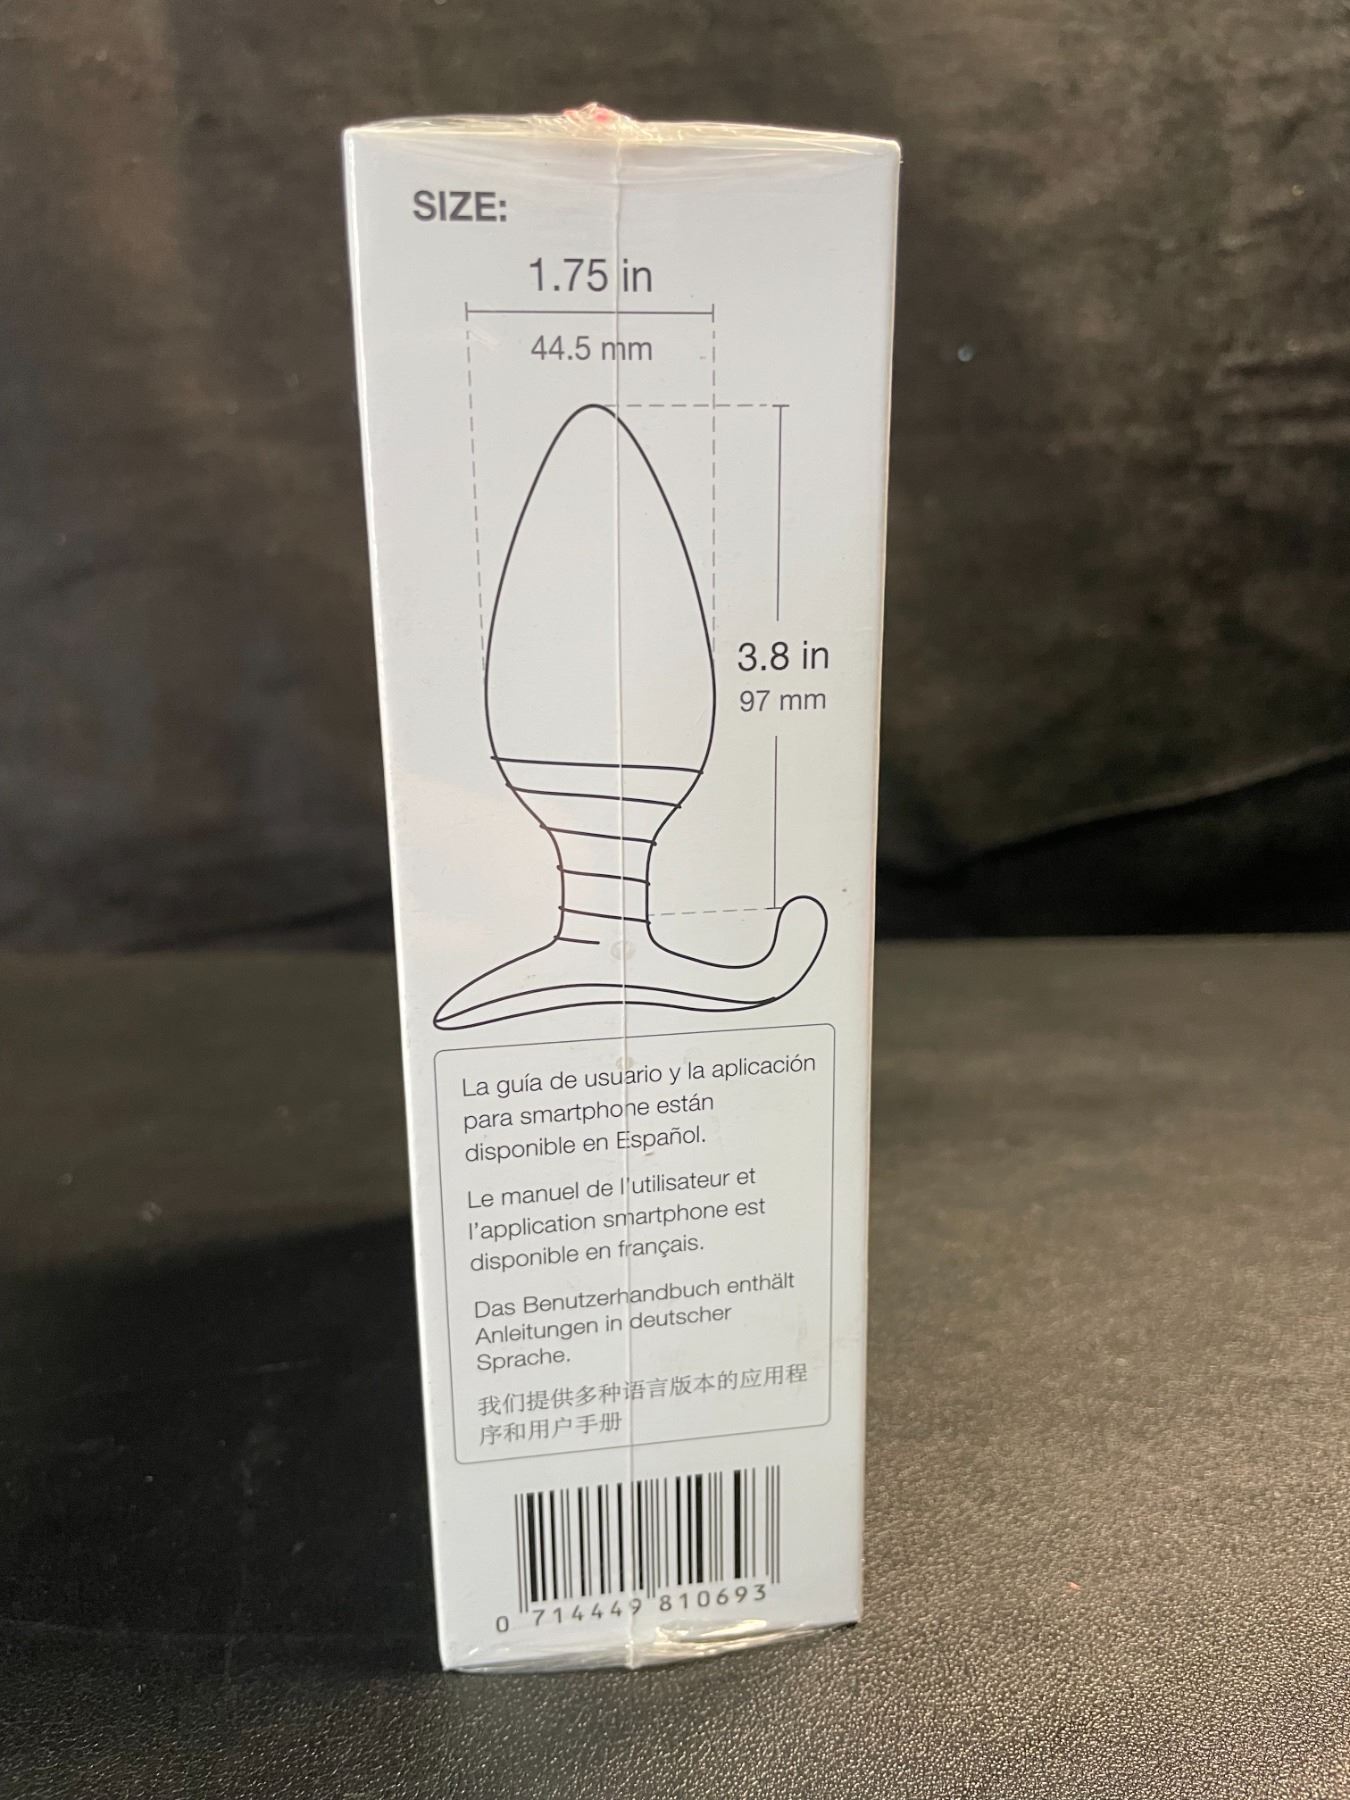 SIZE:
1.75 in
44.5 mm
3.8 in
97 mm
La guía de usuario y la aplicación
para smartphone están
disponible en Español.
Le manuel de l'utilisateur et
l'application smartphone est
disponible en français.
Das Benutzerhandbuch enthält
Anleitungen in deutscher
Sprache.
我们提供多种语言版本的应用程
序和用户手册
0 714449 810693